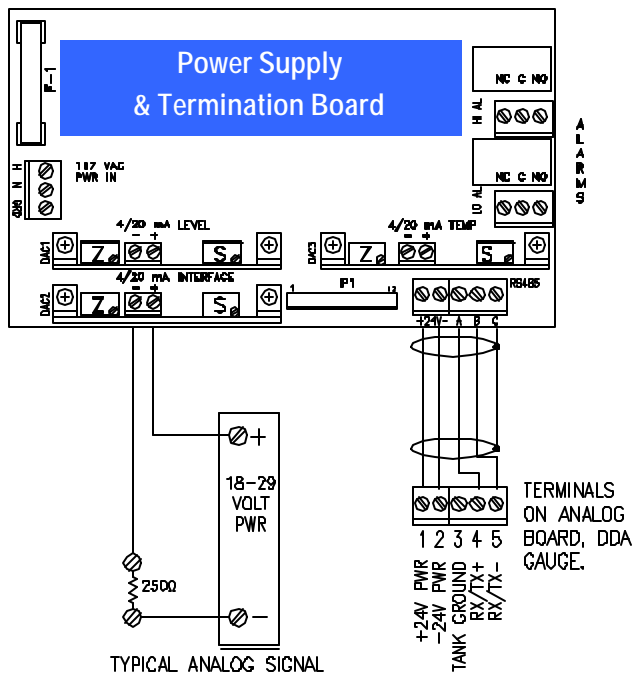 Power Supply
& Termination Board
F-1
NC C NO
HI AL
NC C NO
LO AL
ALARMS
H
N
GRD
117 VAC
PWR IN
4/20 mA LEVEL
- +
DAC1
Z
S
4/20 mA TEMP
- +
DAC3
Z
S
4/20 mA INTERFACE
- +
DAC2
Z
S
1
12
RS485
+24V- A B C
+
18-29
VOLT
PWR
-
250Ω
TYPICAL ANALOG SIGNAL
1 2 3 4 5
+24V PWR
-24V PWR
TANK GROUND
RX/TX+
RX/TX-
TERMINALS
ON ANALOG
BOARD, DDA
GAUGE.